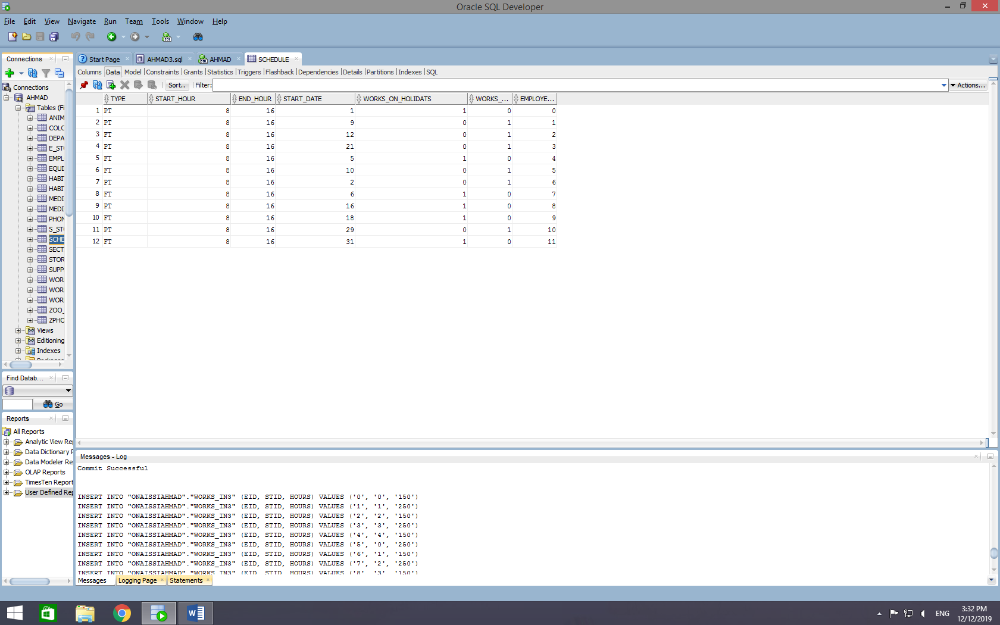 Oracle SQL Developer
File Edit View Navigate Run Team Tools Window Help
Connections
Start Page AHMAD3.sql AHMAD SCHEDULE
Columns Data Model Constraints Grants Statistics Triggers Flashback Dependencies Details Partitions Indexes SQL
Sort.. Filter: Actions...
Connections
AHMAD
Tables (Fi
ANIM
COLC
DEPA
E_STO
EMPL
EQUI
HABI
HABI
MEDI
MEDI
PHON
S_STO
SCHE
SECT
STOR
SUPP
WOR
WOR
WOR
ZOO_
ZPHO
Views
Editioning
Indexes
TYPE START_HOUR END_HOUR START_DATE WORKS_ON_HOLIDATS WORKS_... EMPLOYE...
1 PT 8 16 1 1 0 0
2 PT 8 16 9 0 1 1
3 FT 8 16 12 0 1 2
4 PT 8 16 21 0 1 3
5 FT 8 16 5 1 0 4
6 FT 8 16 10 0 1 5
7 PT 8 16 2 0 1 6
8 FT 8 16 6 1 0 7
9 PT 8 16 16 1 0 8
10 FT 8 16 18 1 0 9
11 PT 8 16 29 0 1 10
12 FT 8 16 31 1 0 11
Find Datab...
Go
Reports
All Reports
Analytic View Rep
Data Dictionary F
Data Modeler Re
OLAP Reports
TimesTen Report
User Defined Rep
Messages - Log
Commit Successful
INSERT INTO "ONAISSIAHMAD"."WORKS_IN3" (EID, STID, HOURS) VALUES ('0', '0', '150')
INSERT INTO "ONAISSIAHMAD"."WORKS_IN3" (EID, STID, HOURS) VALUES ('1', '1', '250')
INSERT INTO "ONAISSIAHMAD"."WORKS_IN3" (EID, STID, HOURS) VALUES ('2', '2', '150')
INSERT INTO "ONAISSIAHMAD"."WORKS_IN3" (EID, STID, HOURS) VALUES ('3', '3', '250')
INSERT INTO "ONAISSIAHMAD"."WORKS_IN3" (EID, STID, HOURS) VALUES ('4', '4', '150')
INSERT INTO "ONAISSIAHMAD"."WORKS_IN3" (EID, STID, HOURS) VALUES ('5', '0', '250')
INSERT INTO "ONAISSIAHMAD"."WORKS_IN3" (EID, STID, HOURS) VALUES ('6', '1', '150')
INSERT INTO "ONAISSIAHMAD"."WORKS_IN3" (EID, STID, HOURS) VALUES ('7', '2', '250')
INSERT INTO "ONAISSIAHMAD"."WORKS_IN3" (EID, STID, HOURS) VALUES ('8', '3', '150')
Messages Logging Page Statements
ENG
3:32 PM
12/12/2019